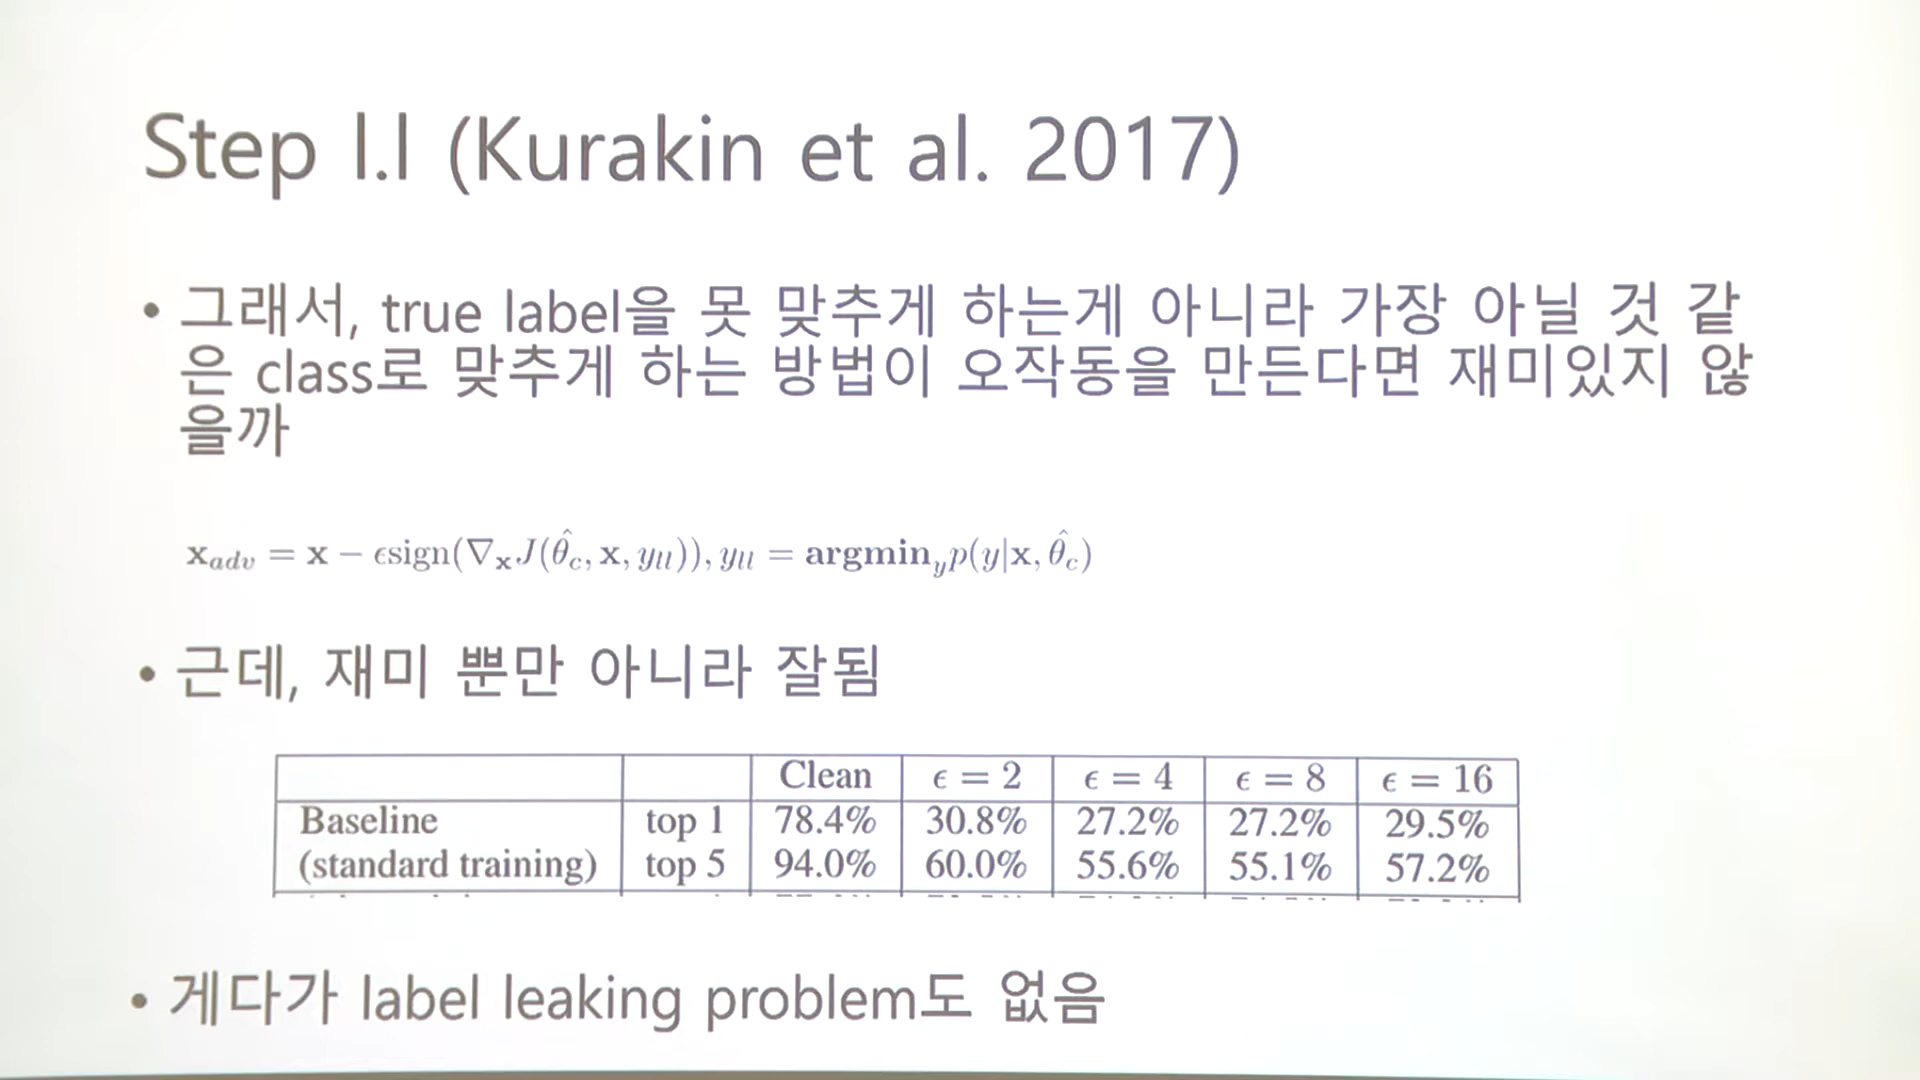 Step l.l (Kurakin et al. 2017)
• 그래서, true label을 못 맞추게 하는게 아니라 가장 아닐 것 같
은 class로 맞추게 하는 방법이 오작동을 만든다면 재미있지 않
을까
x_adv = x − ϵsign(∇_x J(θ̂_c, x, y_ll)), y_ll = argmin_y p(y|x, θ̂_c)
• 근데, 재미 뿐만 아니라 잘됨
Clean ϵ = 2 ϵ = 4 ϵ = 8 ϵ = 16
Baseline top 1 78.4% 30.8% 27.2% 27.2% 29.5%
(standard training) top 5 94.0% 60.0% 55.6% 55.1% 57.2%
• 게다가 label leaking problem도 없음